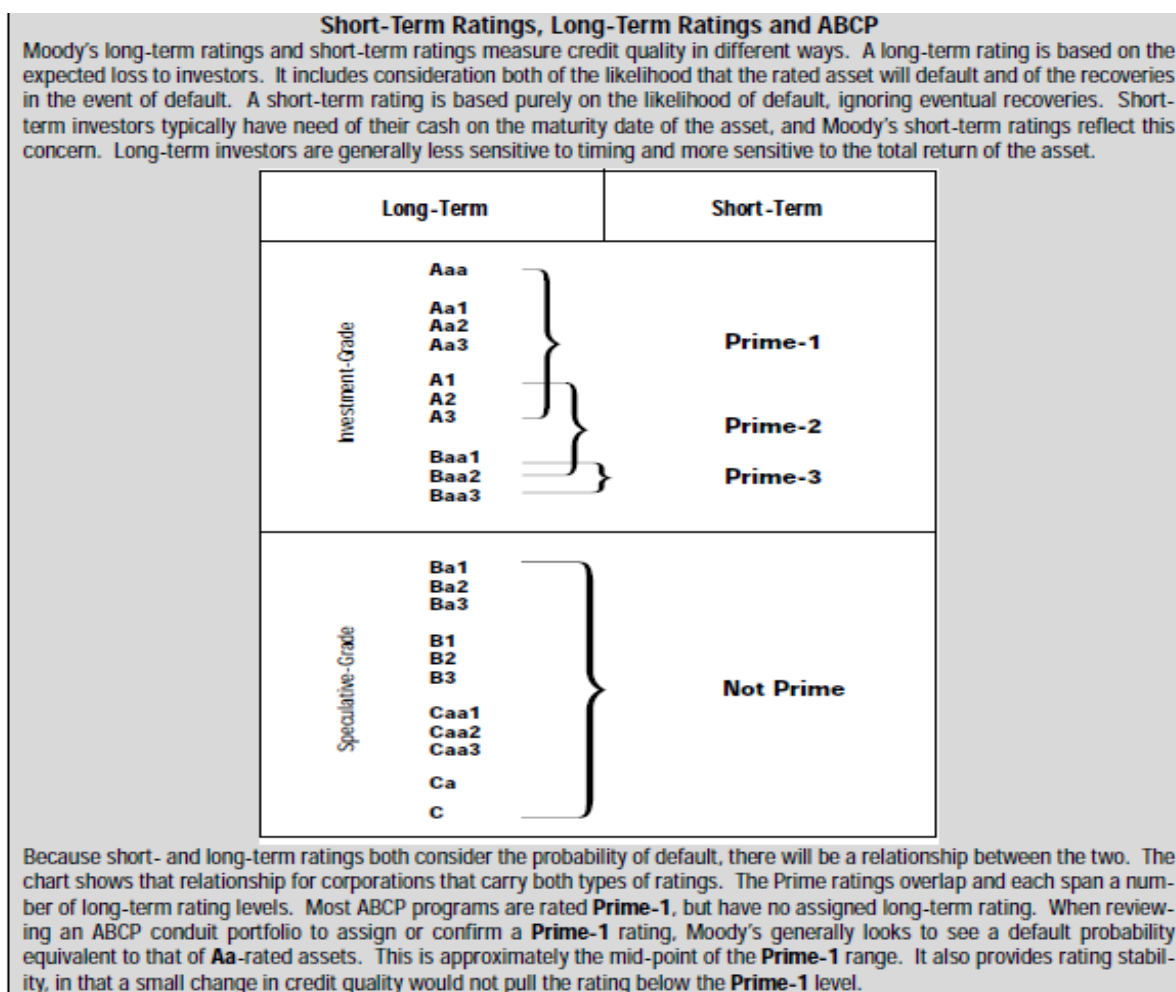 Short-Term Ratings, Long-Term Ratings and ABCP
Moody's long-term ratings and short-term ratings measure credit quality in different ways. A long-term rating is based on the
expected loss to investors. It includes consideration both of the likelihood that the rated asset will default and of the recoveries
in the event of default. A short-term rating is based purely on the likelihood of default, ignoring eventual recoveries. Short-
term investors typically have need of their cash on the maturity date of the asset, and Moody's short-term ratings reflect this
concern. Long-term investors are generally less sensitive to timing and more sensitive to the total return of the asset.
Long-Term
Short-Term
Investment-Grade
Aaa
Aa1
Aa2
Aa3
A1
A2
A3
Baa1
Baa2
Baa3
Prime-1
Prime-2
Prime-3
Speculative-Grade
Ba1
Ba2
Ba3
B1
B2
B3
Caa1
Caa2
Caa3
Ca
C
Not Prime
Because short- and long-term ratings both consider the probability of default, there will be a relationship between the two. The
chart shows that relationship for corporations that carry both types of ratings. The Prime ratings overlap and each span a num-
ber of long-term rating levels. Most ABCP programs are rated Prime-1, but have no assigned long-term rating. When review-
ing an ABCP conduit portfolio to assign or confirm a Prime-1 rating, Moody's generally looks to see a default probability
equivalent to that of Aa-rated assets. This is approximately the mid-point of the Prime-1 range. It also provides rating stabil-
ity, in that a small change in credit quality would not pull the rating below the Prime-1 level.